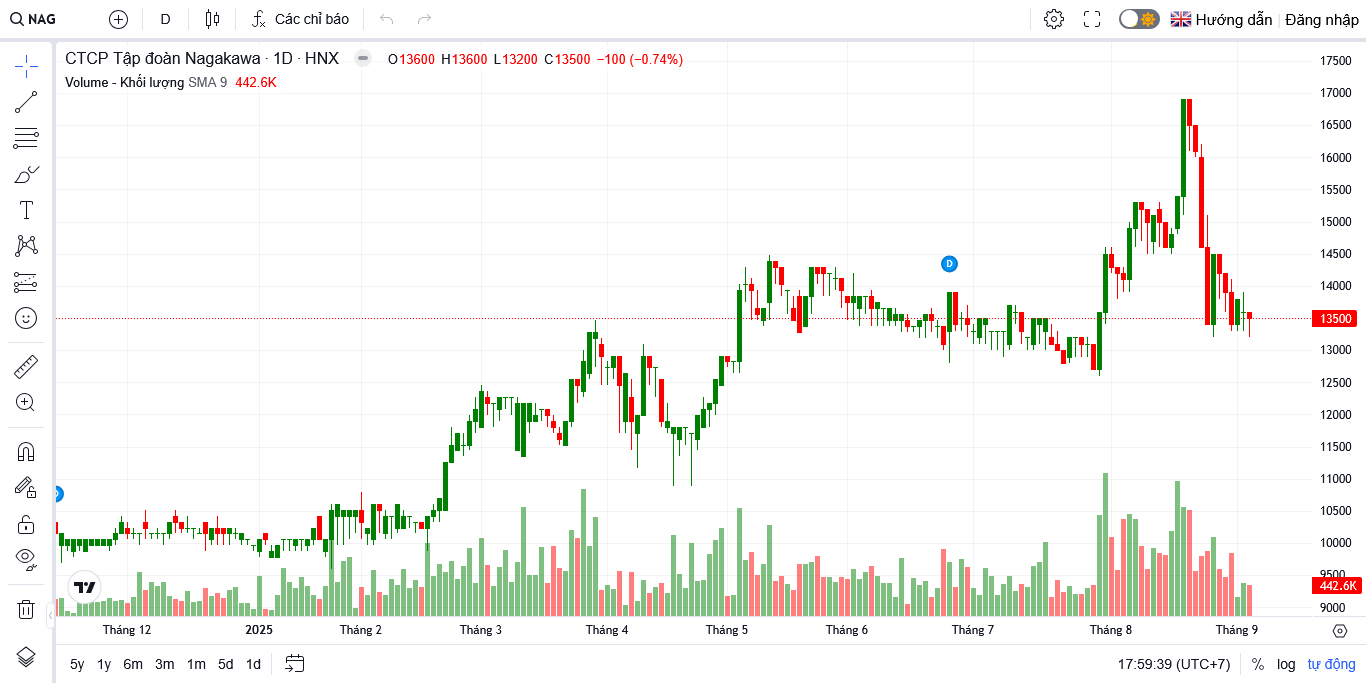 NAG D Các chỉ báo Hướng dẫn Đăng nhập
CTCP Tập đoàn Nagakawa · 1D · HNX O13600 H13600 L13200 C13500 −100 (−0.74%)
Volume - Khối lượng SMA 9 442.6K
17500
17000
16500
16000
15500
15000
14500
14000
13500
13000
12500
12000
11500
11000
10500
10000
9500
442.6K
9000
D
D
Tháng 12 2025 Tháng 2 Tháng 3 Tháng 4 Tháng 5 Tháng 6 Tháng 7 Tháng 8 Tháng 9
5y 1y 6m 3m 1m 5d 1d 17:59:39 (UTC+7) % log tự động